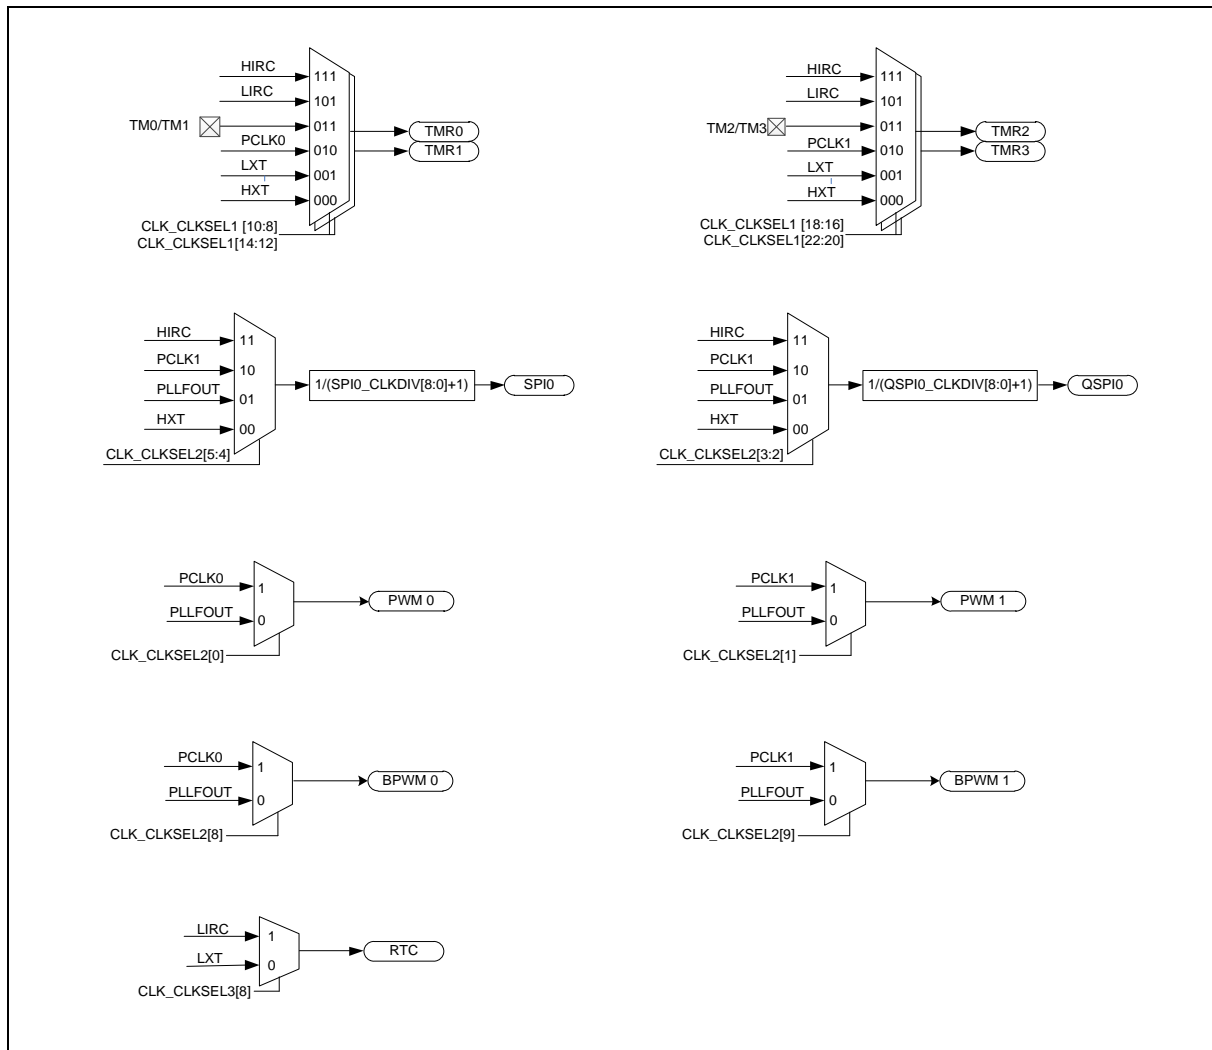 HIRC
111
LIRC
101
TM0/TM1
011
TMR0
PCLK0
010
TMR1
LXT
001
HXT
000
CLK_CLKSEL1 [10:8]
CLK_CLKSEL1[14:12]
HIRC
111
LIRC
101
TM2/TM3
011
TMR2
PCLK1
010
TMR3
LXT
001
HXT
000
CLK_CLKSEL1 [18:16]
CLK_CLKSEL1[22:20]
HIRC
11
PCLK1
10
PLLFOUT
01
1/(SPI0_CLKDIV[8:0]+1)
SPI0
HXT
00
CLK_CLKSEL2[5:4]
HIRC
11
PCLK1
10
PLLFOUT
01
1/(QSPI0_CLKDIV[8:0]+1)
QSPI0
HXT
00
CLK_CLKSEL2[3:2]
PCLK0
1
PWM 0
PLLFOUT
0
CLK_CLKSEL2[0]
PCLK1
1
PWM 1
PLLFOUT
0
CLK_CLKSEL2[1]
PCLK0
1
BPWM 0
PLLFOUT
0
CLK_CLKSEL2[8]
PCLK1
1
BPWM 1
PLLFOUT
0
CLK_CLKSEL2[9]
LIRC
1
RTC
LXT
0
CLK_CLKSEL3[8]